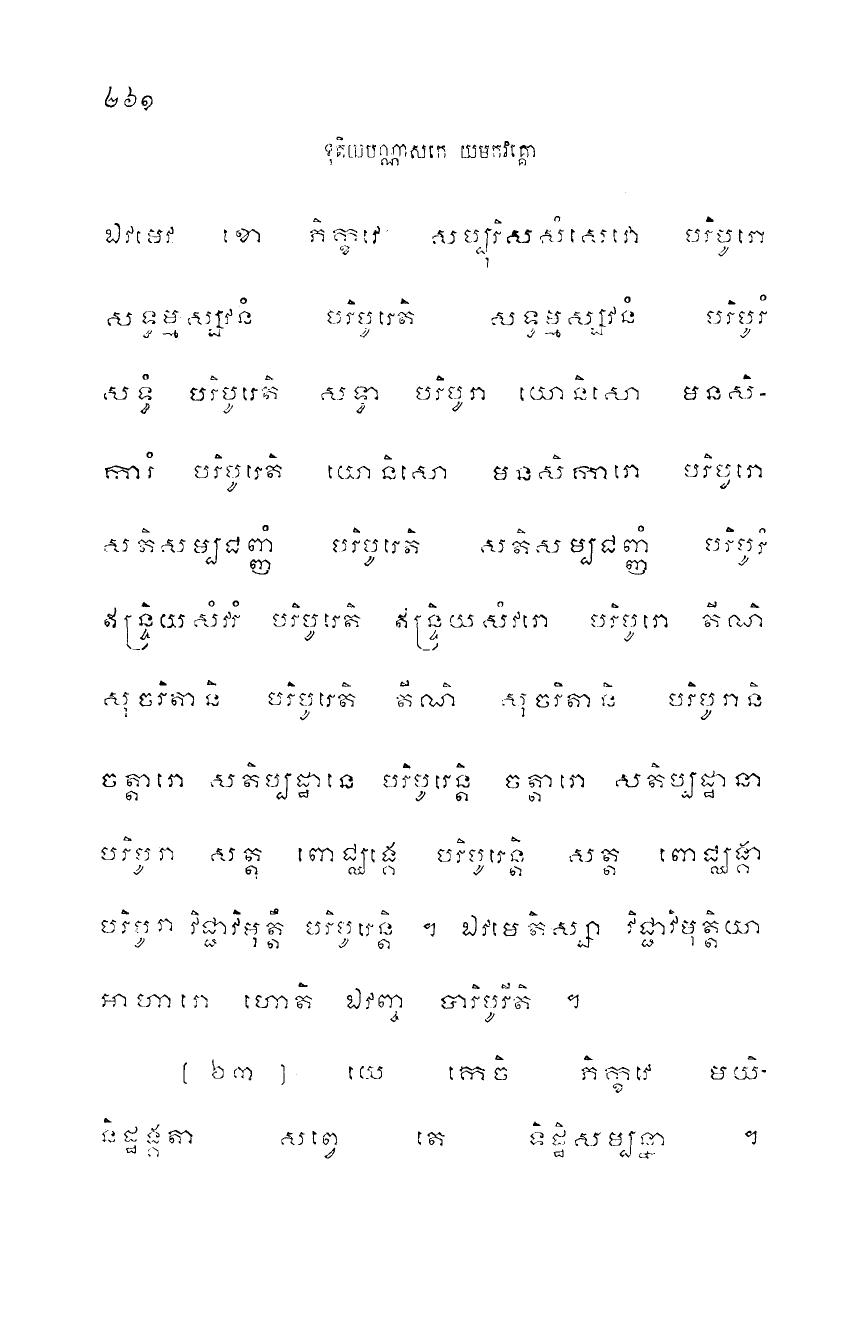 ២៦១
ទុតិយបណ្ណាសកេ យមកវគ្គោ
ឯវមេវ ខោ ភិក្ខវេ សប្បុរិសសំសេវោ បរិបូរោ
សទ្ធម្មស្សវនំ បរិបូរេតិ សទ្ធម្មស្សវនំ បរិបូរំ
សទ្ធំ បរិបូរេតិ សទ្ធា បរិបូរា យោនិសោ មនសិ-
ការំ បរិបូរេតិ យោនិសោ មនសិការោ បរិបូរោ
សតិសម្បជញ្ញំ បរិបូរេតិ សតិសម្បជញ្ញំ បរិបូរំ
ឥន្ទ្រិយសំវរំ បរិបូរេតិ ឥន្ទ្រិយសំវរោ បរិបូរោ តីណិ
សុចរិតានិ បរិបូរេតិ តីណិ សុចរិតានិ បរិបូរានិ
ចត្តារោ សតិប្បដ្ឋានេ បរិបូរេន្តិ ចត្តារោ សតិប្បដ្ឋានា
បរិបូរា សត្ត ពោជ្ឈង្គេ បរិបូរេន្តិ សត្ត ពោជ្ឈង្គា
បរិបូរា វិជ្ជាវិមុត្តឹ បរិបូរេន្តិ ។ ឯវមេតិស្សា វិជ្ជាវិមុត្តិយា
អាហារោ ហោតិ ឯវញ្ច បារិបូរីតិ ។
[ ៦៣ ] យេ កេចិ ភិក្ខវេ មយិ-
និដ្ឋង្គតា សព្វេ តេ ទិដ្ឋិសម្បន្នា ។